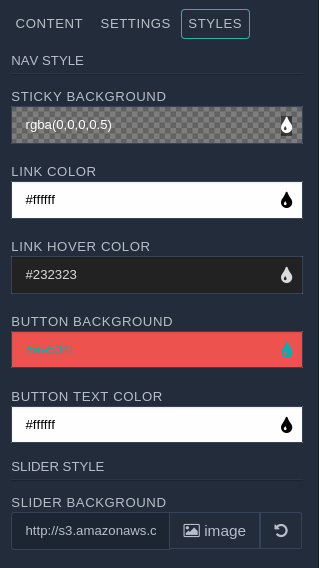 CONTENT SETTINGS STYLES
NAV STYLE
STICKY BACKGROUND
rgba(0,0,0,0.5)
LINK COLOR
#ffffff
LINK HOVER COLOR
#232323
BUTTON BACKGROUND
BUTTON TEXT COLOR
#ffffff
SLIDER STYLE
SLIDER BACKGROUND
http://s3.amazonaws.c image